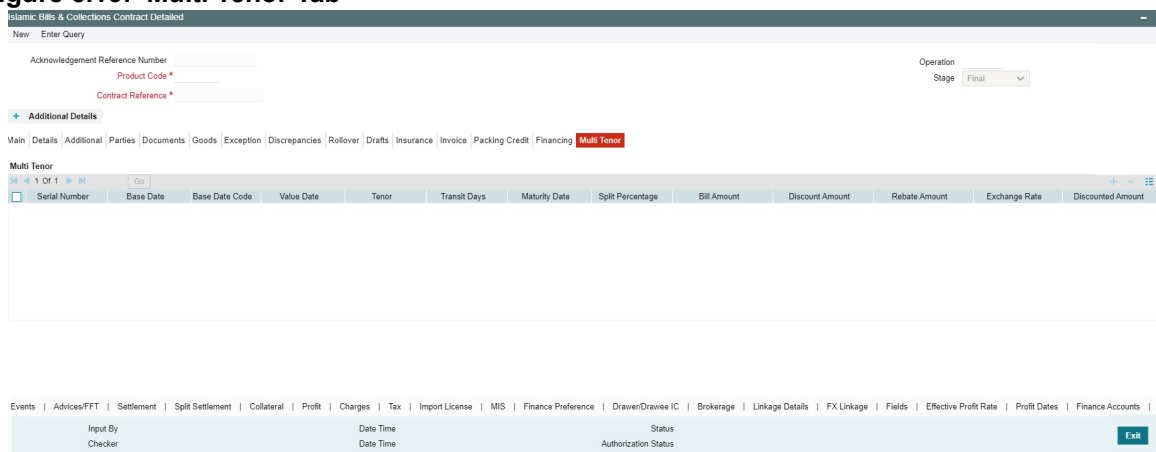 Islamic Bills & Collections Contract Detailed
New Enter Query
Acknowledgement Reference Number
Operation
Product Code *
Stage Final
Contract Reference *
+ Additional Details
Main Details Additional Parties Documents Goods Exception Discrepancies Rollover Drafts Insurance Invoice Packing Credit Financing Multi Tenor
Multi Tenor
1 Of 1 Go
Serial Number Base Date Base Date Code Value Date Tenor Transit Days Maturity Date Split Percentage Bill Amount Discount Amount Rebate Amount Exchange Rate Discounted Amount
Events | Advices/FFT | Settlement | Split Settlement | Collateral | Profit | Charges | Tax | Import License | MIS | Finance Preference | Drawer/Drawee IC | Brokerage | Linkage Details | FX Linkage | Fields | Effective Profit Rate | Profit Dates | Finance Accounts |
Input By Date Time Status
Checker Date Time Authorization Status
Exit